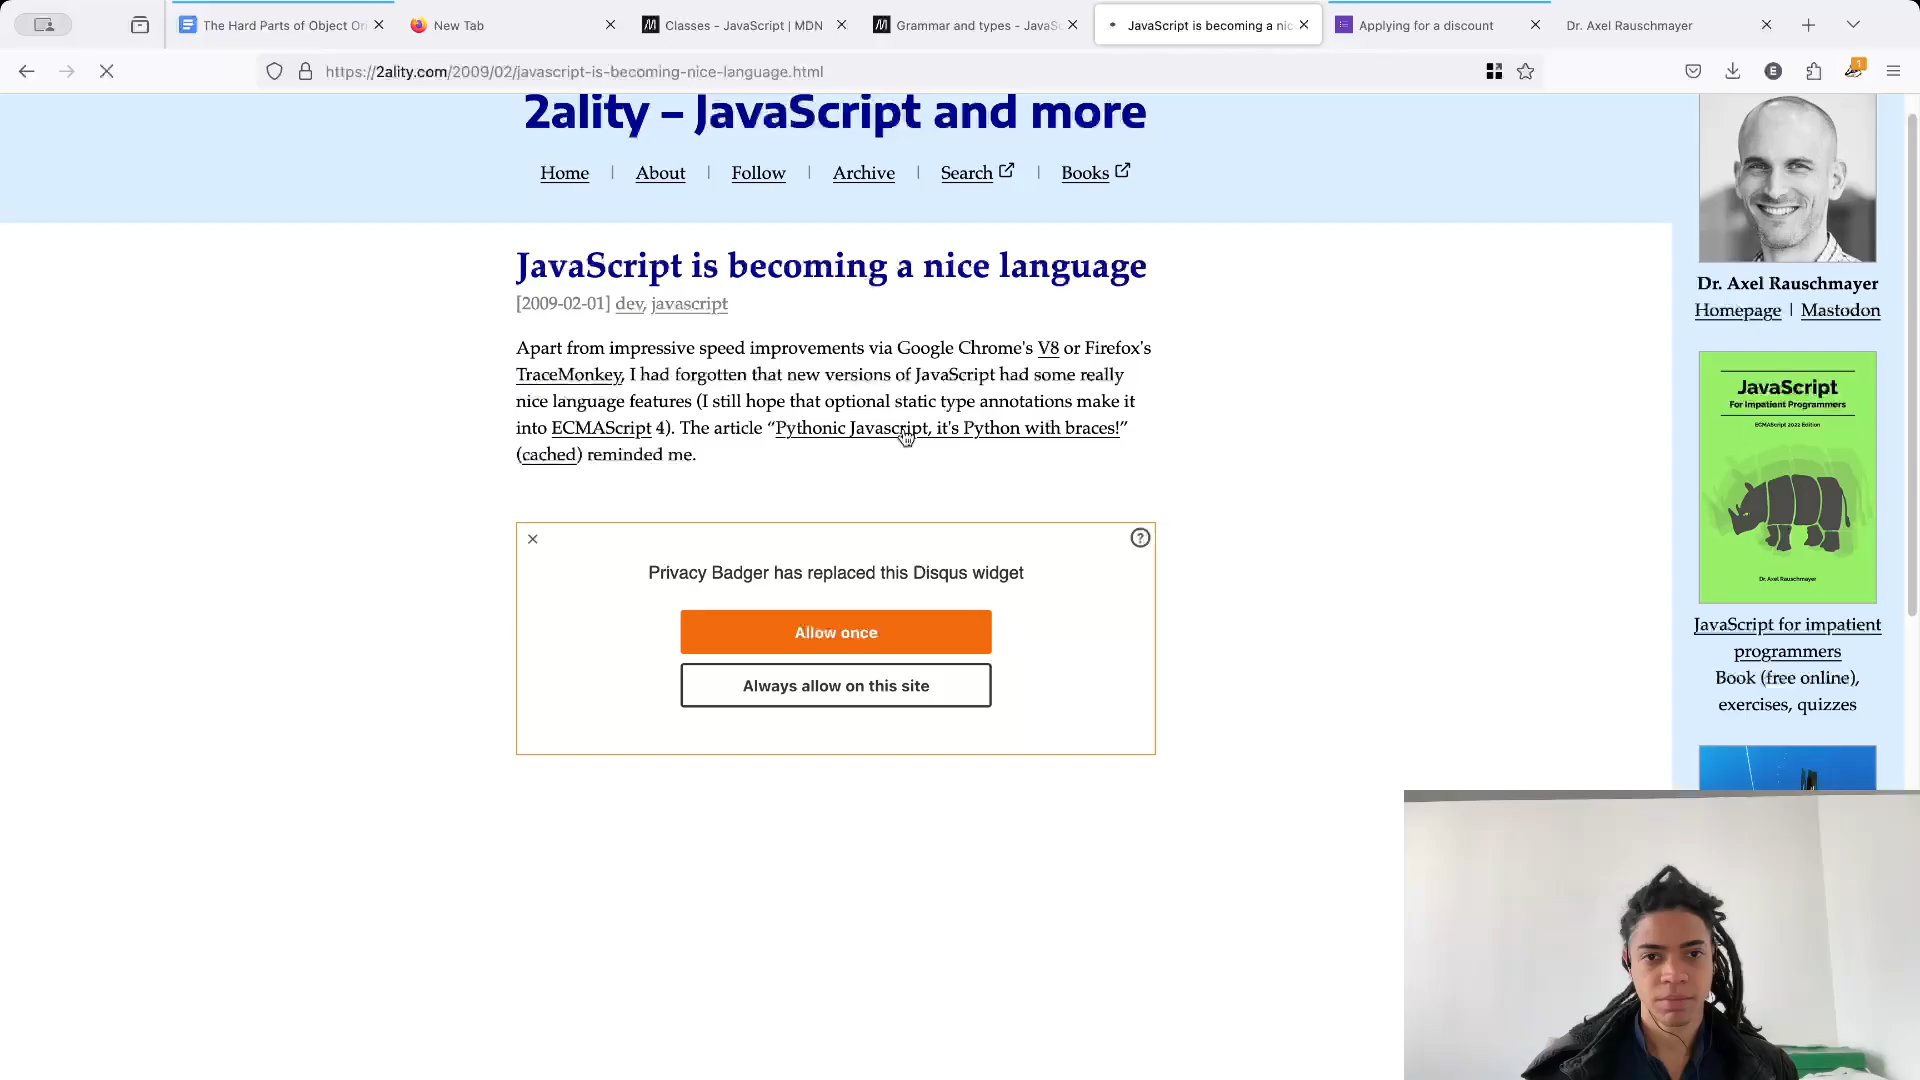 The Hard Parts of Object Or
New Tab
Classes - JavaScript | MDN
Grammar and types - JavaSc
JavaScript is becoming a nic
Applying for a discount
Dr. Axel Rauschmayer
https://2ality.com/2009/02/javascript-is-becoming-nice-language.html
E
1
2ality – JavaScript and more
Home | About | Follow | Archive | Search | Books
JavaScript is becoming a nice language
[2009-02-01] dev, javascript
Apart from impressive speed improvements via Google Chrome's V8 or Firefox's
TraceMonkey, I had forgotten that new versions of JavaScript had some really
nice language features (I still hope that optional static type annotations make it
into ECMAScript 4). The article “Pythonic Javascript, it's Python with braces!”
(cached) reminded me.
Privacy Badger has replaced this Disqus widget
Allow once
Always allow on this site
Dr. Axel Rauschmayer
Homepage | Mastodon
JavaScript
For Impatient Programmers
ECMAScript 2022 Edition
Dr. Axel Rauschmayer
JavaScript for impatient
programmers
Book (free online),
exercises, quizzes